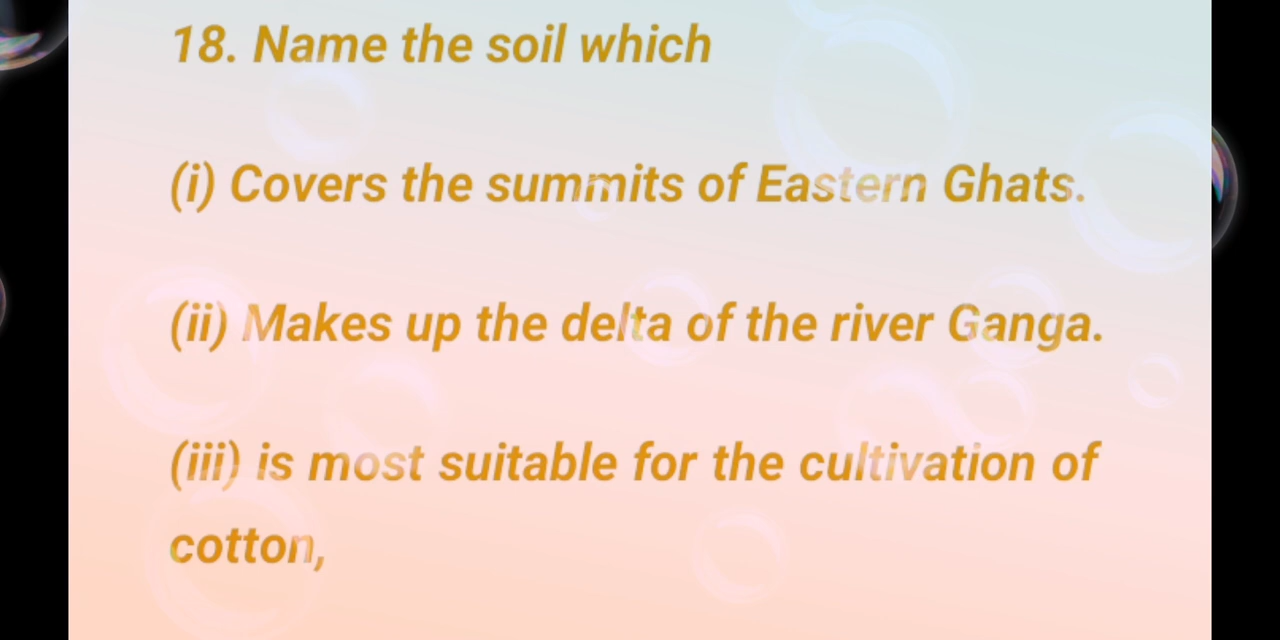 18. Name the soil which
(i) Covers the summits of Eastern Ghats.
(ii) Makes up the delta of the river Ganga.
(iii) is most suitable for the cultivation of
cotton,